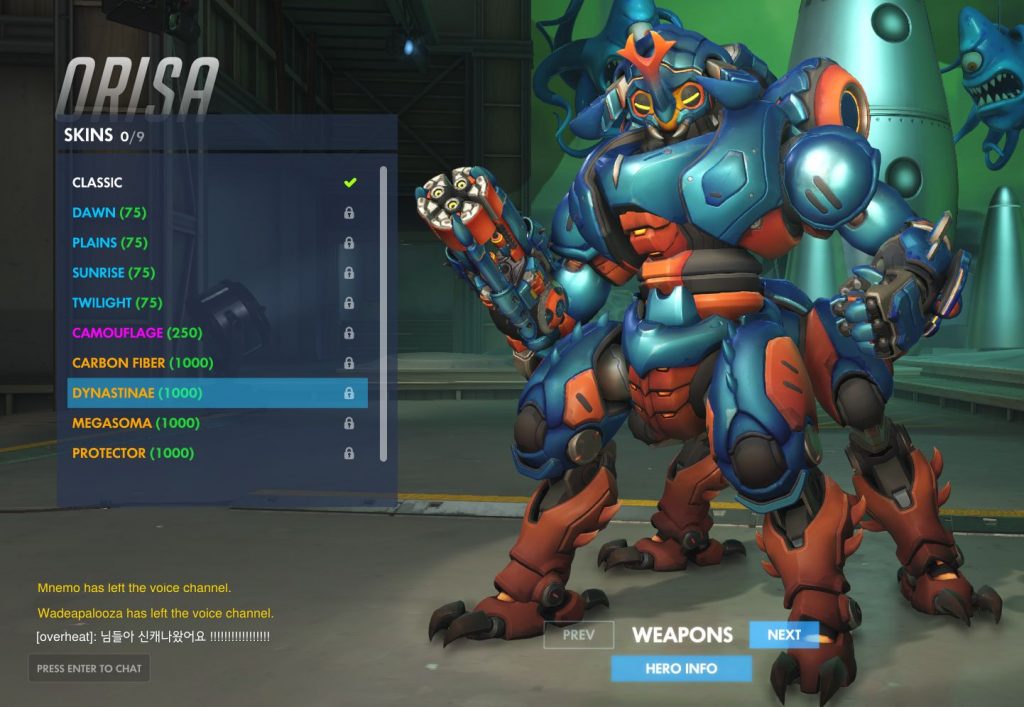 ORISA
SKINS 0/9
CLASSIC
DAWN (75)
PLAINS (75)
SUNRISE (75)
TWILIGHT (75)
CAMOUFLAGE (250)
CARBON FIBER (1000)
DYNASTINAE (1000)
MEGASOMA (1000)
PROTECTOR (1000)
Mnemo has left the voice channel.
Wadeapalooza has left the voice channel.
[overheat]:님들아 신캐나왔어요 !!!!!!!!!!!!!!!!!
PRESS ENTER TO CHAT
PREV WEAPONS NEXT
HERO INFO